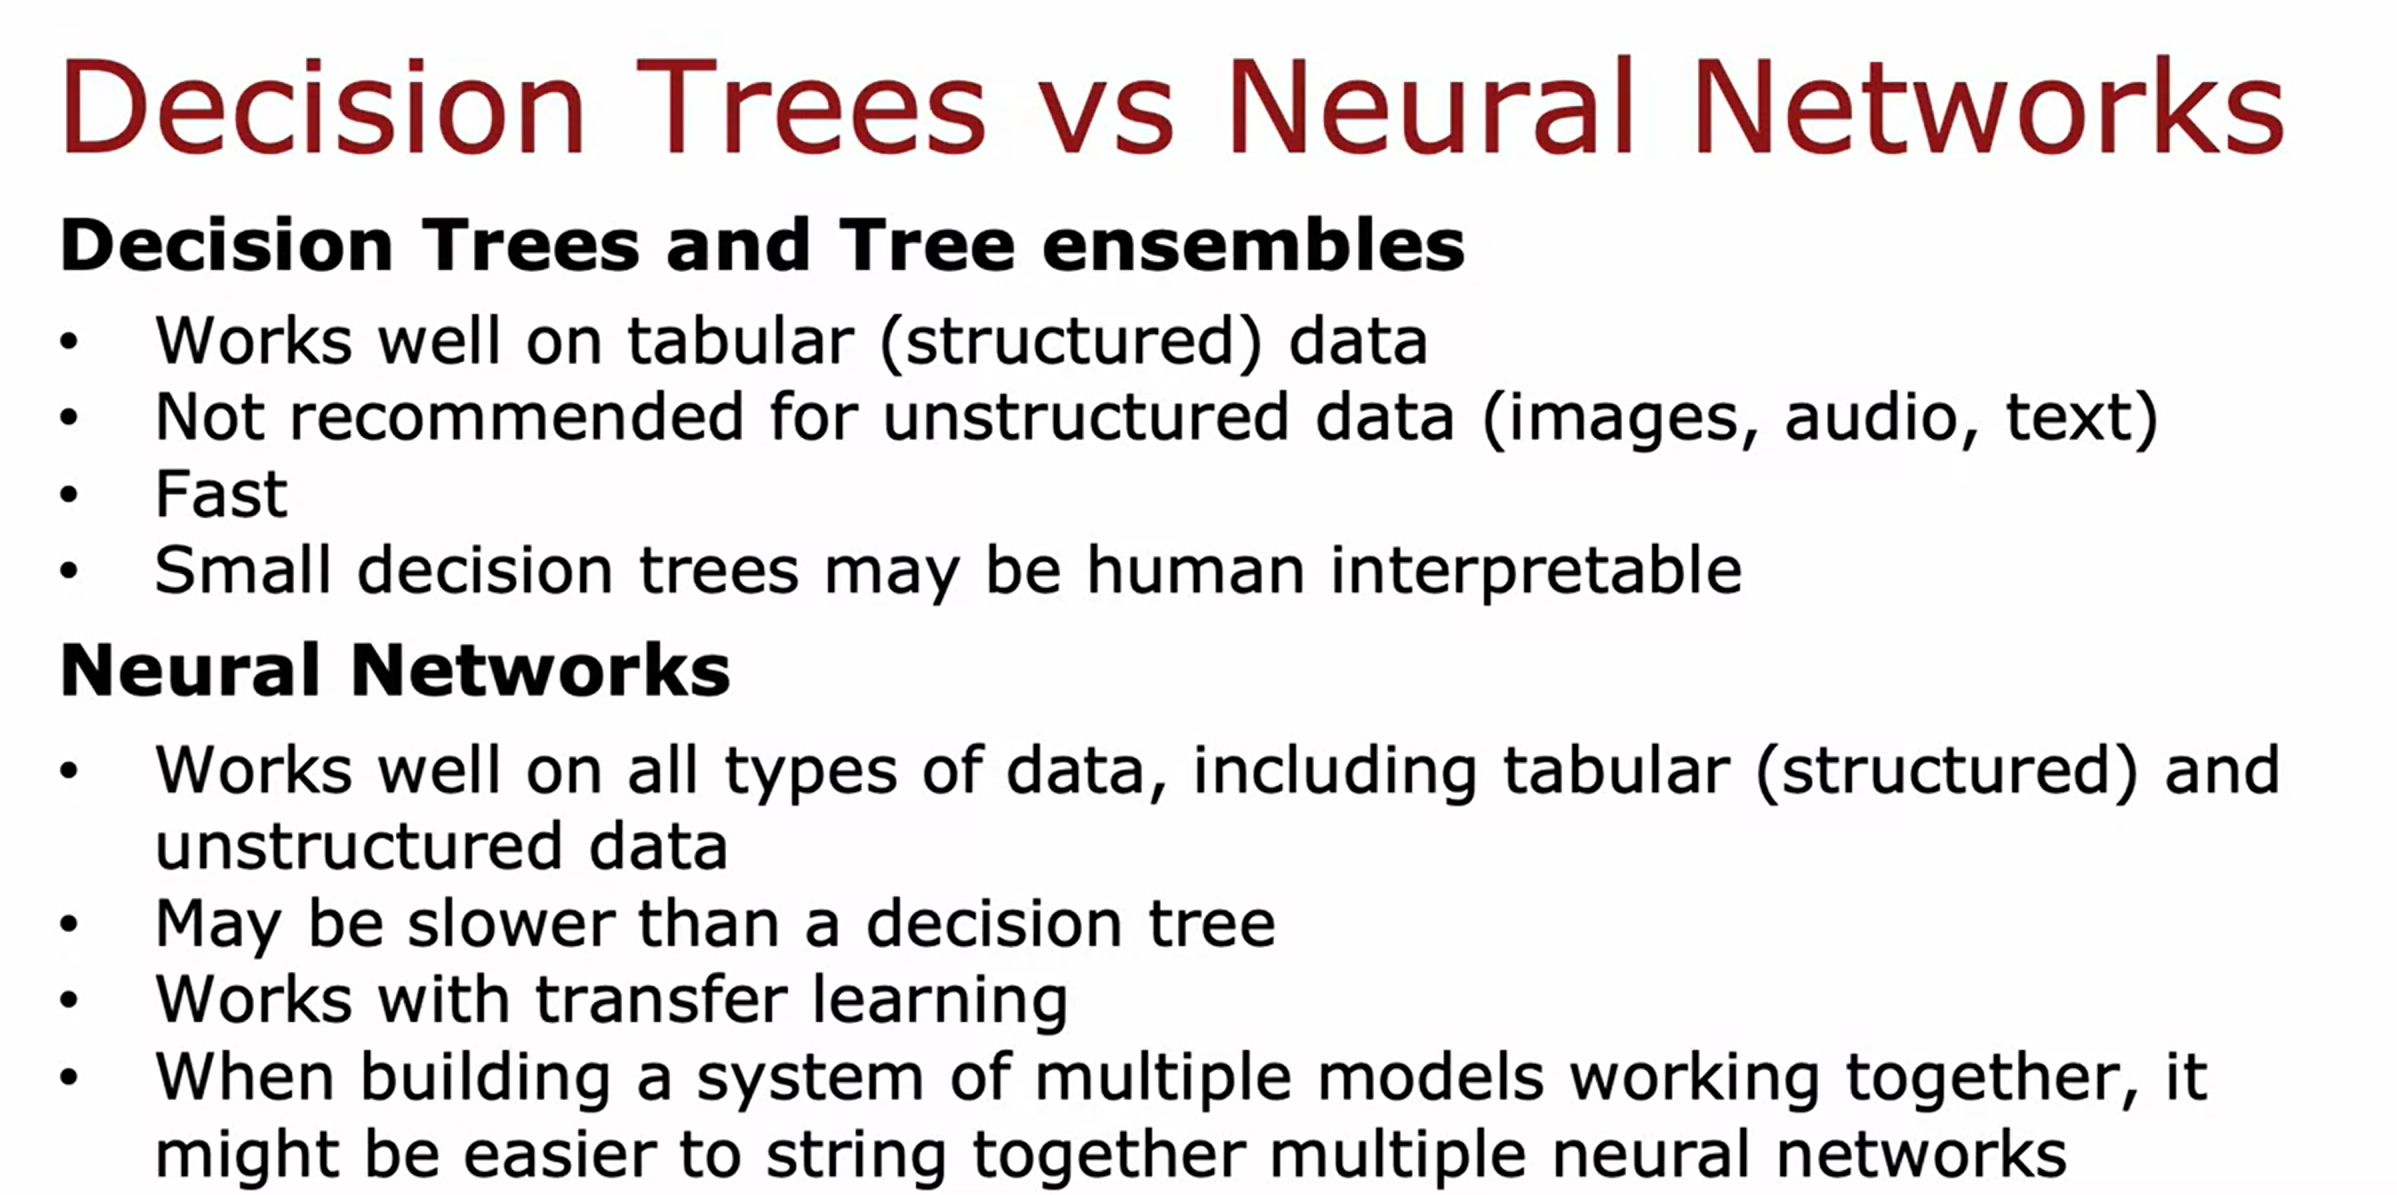 Decision Trees vs Neural Networks
Decision Trees and Tree ensembles
• Works well on tabular (structured) data
• Not recommended for unstructured data (images, audio, text)
• Fast
• Small decision trees may be human interpretable
Neural Networks
• Works well on all types of data, including tabular (structured) and
unstructured data
• May be slower than a decision tree
• Works with transfer learning
• When building a system of multiple models working together, it
might be easier to string together multiple neural networks